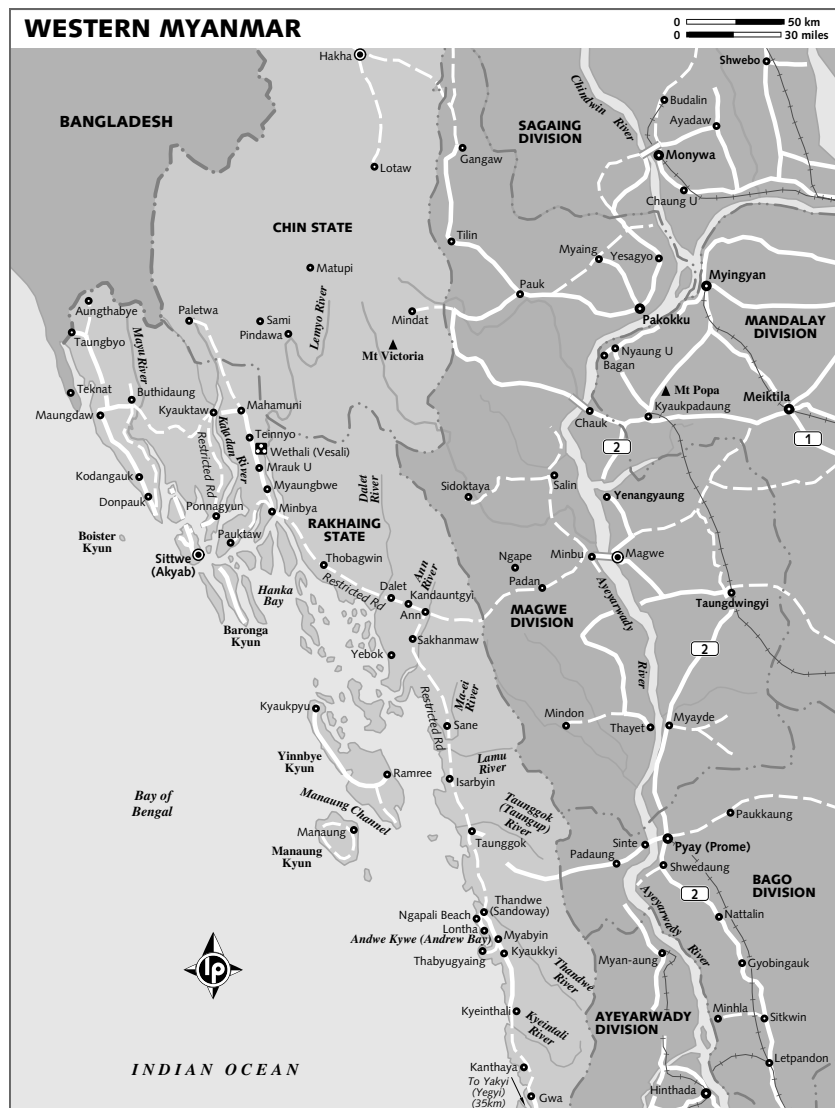 WESTERN MYANMAR
0 50 km
0 30 miles
Hakha
Shwebo
BANGLADESH
Chindwin
River
Budalin
Ayadaw
SAGAING
DIVISION
Gangaw
Monywa
Lotaw
Chaung U
CHIN STATE
Tilin
Myaing
Yesagyo
Matupi
Pauk
Myingyan
Aungthabye
Paletwa
Sami
Lemyo River
Mindat
Pakokku
MANDALAY
DIVISION
Taungbyo
Mayu River
Pindawa
Mt Victoria
Nyaung U
Bagan
Teknat
Buthidaung
Mt Popa
Meiktila
Maungdaw
Kyauktaw
Mahamuni
Chauk
Kyaukpadaung
1
Kaladan
River
Restricted Rd
Teinnyo
Wethali (Vesali)
2
Mrauk U
Kodangauk
Myaungbwe
Dalet
River
Sidoktaya
Salin
Donpauk
Ponnagyun
Minbya
Yenangyaung
Boister
Kyun
Pauktaw
RAKHAING
STATE
Sittwe
(Akyab)
Thobagwin
Ngape
Minbu
Magwe
Ann
River
Padan
Hanka
Bay
Restricted Rd
Dalet
Kandauntgyi
Ann
Ayeyarwady
River
Taungdwingyi
MAGWE
DIVISION
Baronga
Kyun
Sakhanmaw
Yebok
2
Restricted Rd
Ma-ei
River
Kyaukpyu
Sane
Mindon
Thayet
Myayde
Yinnbye
Kyun
Lamu
River
Ramree
Isarbyin
Bay of
Bengal
Manaung Channel
Taunggok
(Taungup)
River
Paukkaung
Manaung
Taunggok
Sinte
Pyay (Prome)
Manaung
Kyun
Padaung
Shwedaung
BAGO
DIVISION
2
Thandwe
(Sandoway)
Ngapali Beach
Nattalin
Lontha
Andwe Kywe (Andrew Bay)
Myabyin
Ayeyarwady
River
Thabyugyaing
Kyaukkyi
Thandwe
River
Myan-aung
Gyobingauk
lp
Kyeinthali
Kyeintali
River
AYEYARWADY
DIVISION
Minhla
Sitkwin
INDIAN OCEAN
Kanthaya
Letpandon
To Yakyi
(Yegyi)
(35km)
Gwa
Hinthada